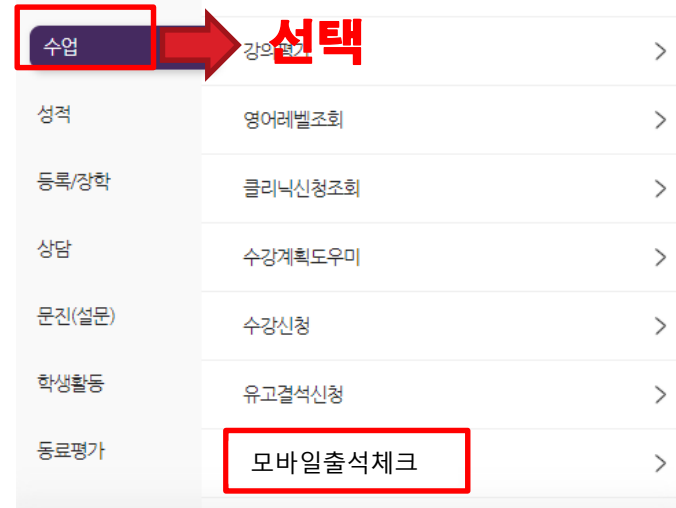 수업
선택
강의평가
성적
영어레벨조회
등록/장학
클리닉신청조회
상담
수강계획도우미
문진(설문)
수강신청
학생활동
유고결석신청
동료평가
모바일출석체크